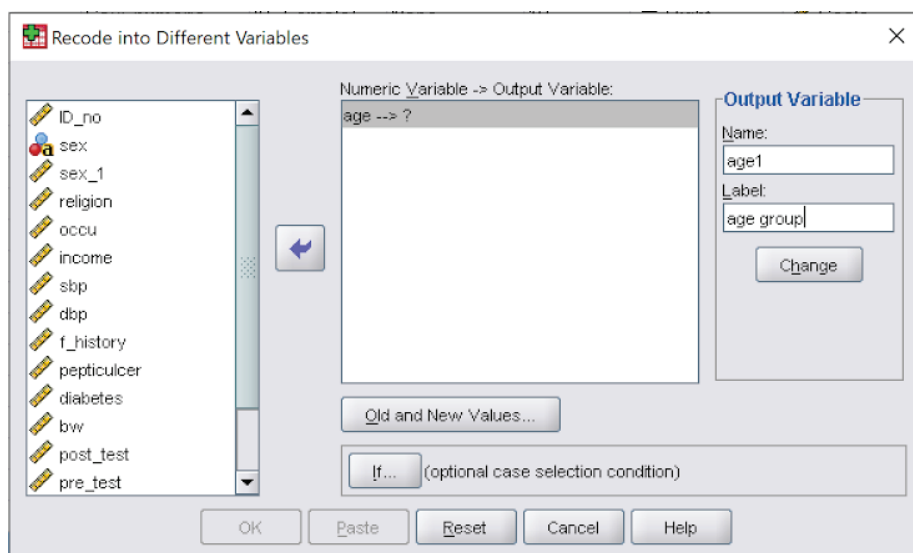 Recode into Different Variables
Numeric Variable -> Output Variable:
ID_no
sex
sex_1
religion
occu
income
sbp
dbp
f_history
pepticulcer
diabetes
bw
post_test
pre_test
age --> ?
Output Variable
Name:
age1
Label:
age group
Change
Old and New Values...
If... (optional case selection condition)
OK Paste Reset Cancel Help